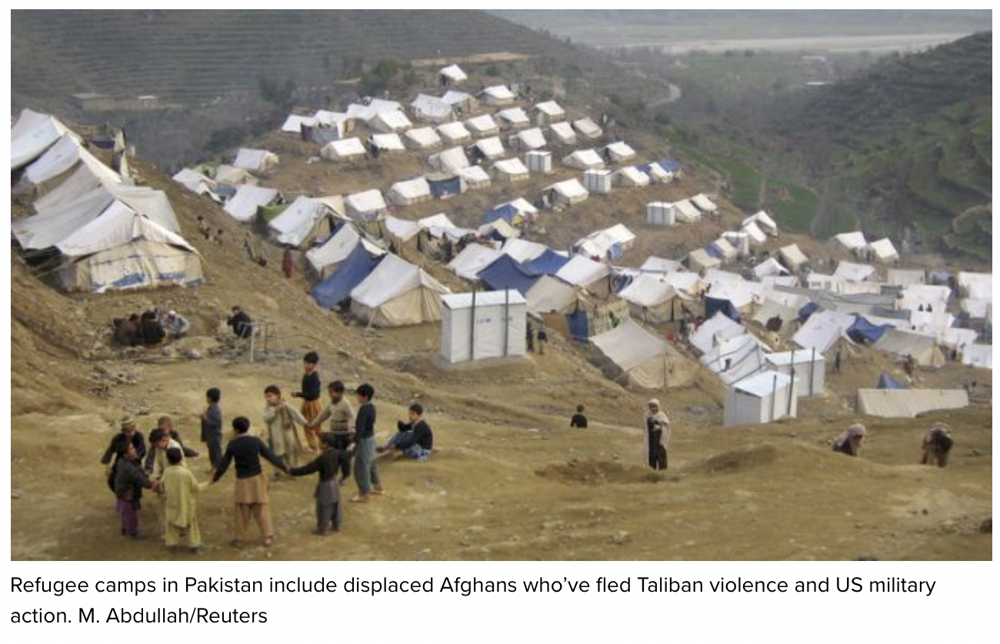 Refugee camps in Pakistan include displaced Afghans who’ve fled Taliban violence and US military
action. M. Abdullah/Reuters